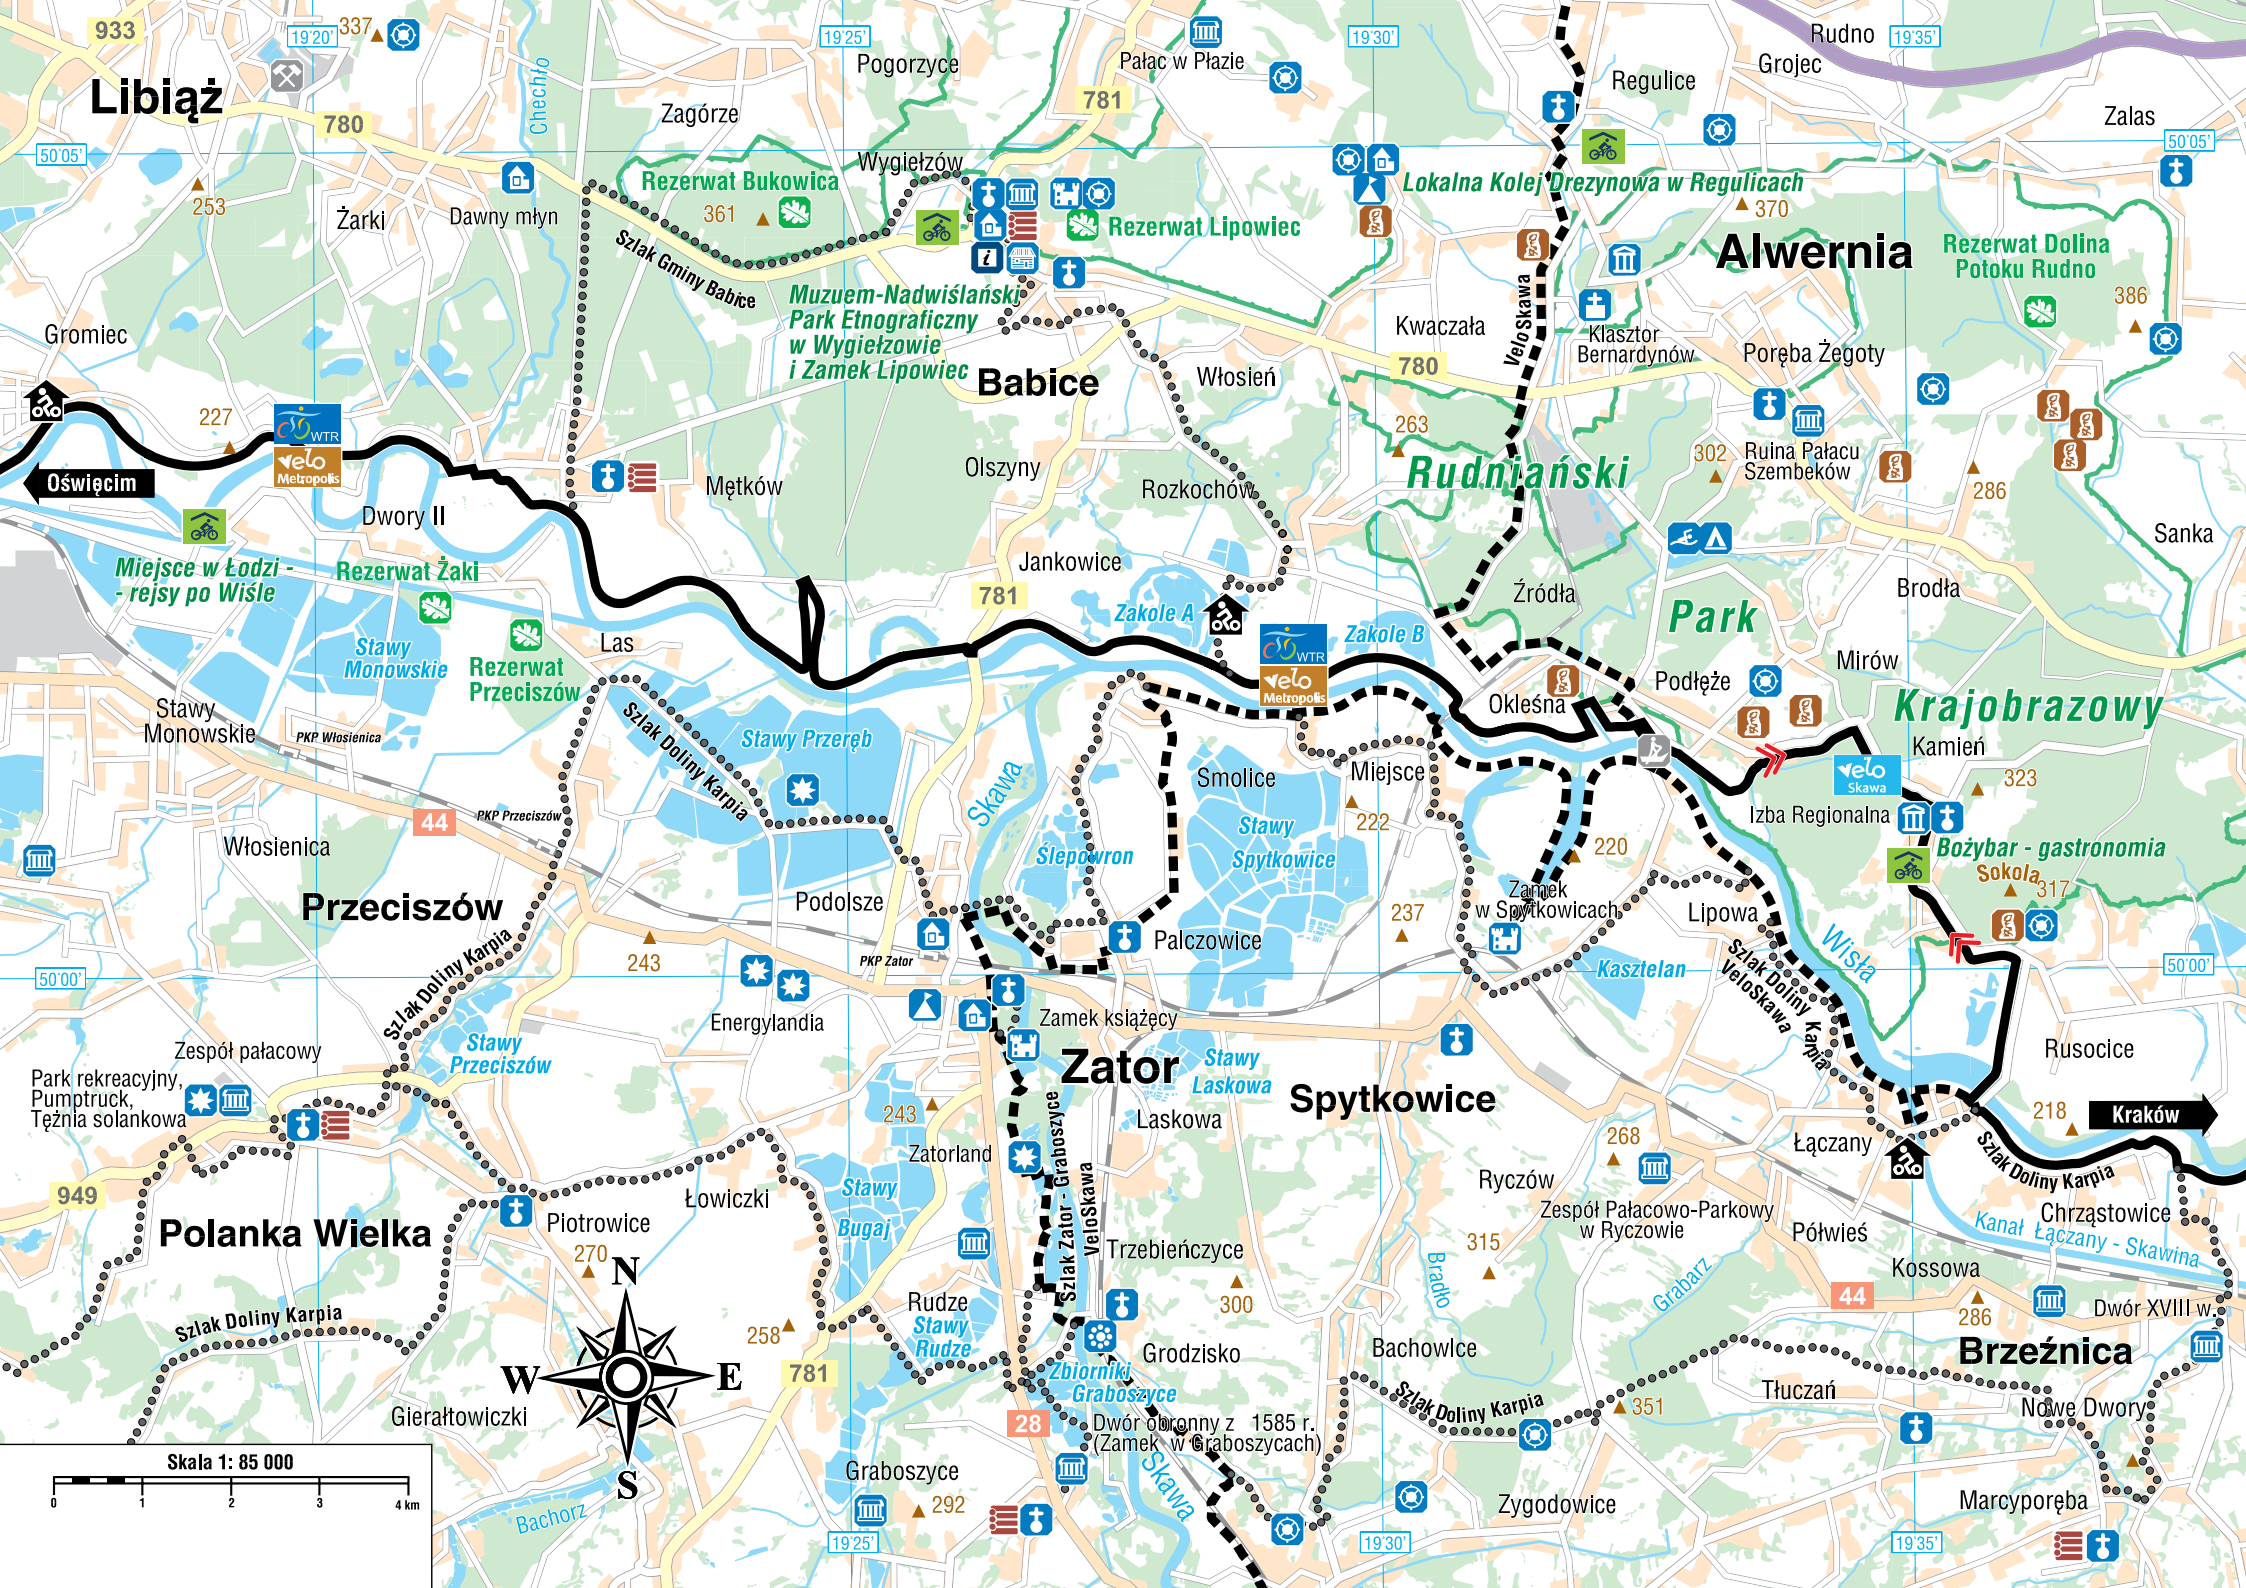 933
19°20'
337
19°25'
Pogorzyce
Pałac w Płazie
19°30'
Rudno
19°35'
Grojec
Regulice
Libiąż
780
Chechło
Zagórze
781
Zalas
50°05'
50°05'
Wygiełzów
Rezerwat Bukowica
361
Lokalna Kolej Drezynowa w Regulicach
370
253
Żarki
Dawny młyn
Szlak Gminy Babice
Rezerwat Lipowiec
i
Alwernia
Rezerwat Dolina
Potoku Rudno
386
Muzuem-Nadwiślański
Park Etnograficzny
w Wygiełzowie
i Zamek Lipowiec
VeloSkawa
Klasztor
Bernardynów
Gromiec
Kwaczała
780
Poręba Żegoty
Babice
Włosień
227
WTR
velo
Metropolis
263
Rudniański
302
Ruina Pałacu
Szembeków
286
Oświęcim
Olszyny
Rozkochów
Mętków
Dwory II
Sanka
Miejsce w Łodzi -
- rejsy po Wiśle
Rezerwat Żaki
Jankowice
781
Zakole A
Źródła
Brodła
Park
Stawy
Monowskie
Las
Rezerwat
Przeciszów
WTR
velo
Metropolis
Zakole B
Mirów
Podłęże
Okleśna
Krajobrazowy
Stawy
Monowskie
PKP Włosienica
Szlak Doliny Karpia
Stawy Przeręb
Skawa
Smolice
Miejsce
Kamień
velo
Skawa
323
44
PKP Przeciszów
222
Izba Regionalna
Włosienica
Ślepowron
Stawy
Spytkowice
220
Bożybar - gastronomia
Sokola
317
Przeciszów
Podolsze
Zamek
w Spytkowicach
237
Lipowa
Wisła
243
PKP Zator
Palczowice
Kasztelan
50°00'
50°00'
Szlak Doliny Karpia
Szlak Doliny Karpia
VeloSkawa
Energylandia
Zamek książęcy
Zespół pałacowy
Stawy
Przeciszów
Zator
Stawy
Laskowa
Rusocice
Park rekreacyjny,
Pumptruck,
Tężnia solankowa
Spytkowice
243
Laskowa
218
Kraków
268
Łączany
Zatorland
Szlak Zator - Graboszyce
VeloSkawa
Ryczów
Szlak Doliny Karpia
949
Łowiczki
Stawy
Bugaj
Polanka Wielka
Piotrowice
Zespół Pałacowo-Parkowy
w Ryczowie
Chrząstowice
Półwieś
Kanał Łączany - Skawina
Trzebieńczyce
315
Bradło
Grabarz
Kossowa
270
N
300
44
286
Dwór XVIII w.
Rudze
Stawy
Rudze
Szlak Doliny Karpia
258
Grodzisko
Bachowice
Brzeźnica
W
E
781
Zbiorniki
Graboszyce
Szlak Doliny Karpia
351
Tłuczań
Nowe Dwory
Gierałtowiczki
28
Dwór obronny z 1585 r.
(Zamek w Graboszycach)
Skala 1: 85 000
0 1 2 3 4 km
S
Graboszyce
292
Skawa
Zygodowice
Marcyporęba
Bachorz
19°25'
19°30'
19°35'